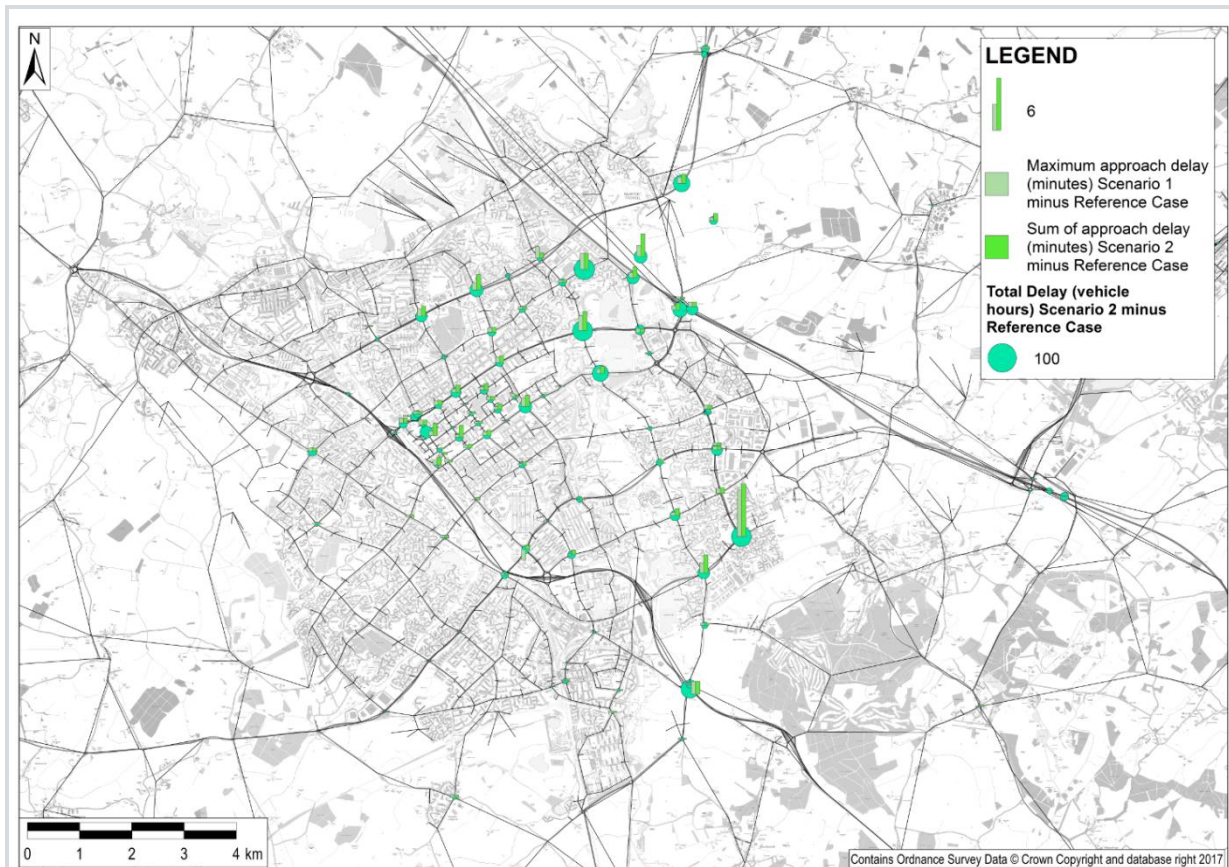 N
LEGEND
6
Maximum approach delay
(minutes) Scenario 1
minus Reference Case
Sum of approach delay
(minutes) Scenario 2
minus Reference Case
Total Delay (vehicle
hours) Scenario 2 minus
Reference Case
100
0 1 2 3 4 km
Contains Ordnance Survey Data © Crown Copyright and database right 2017